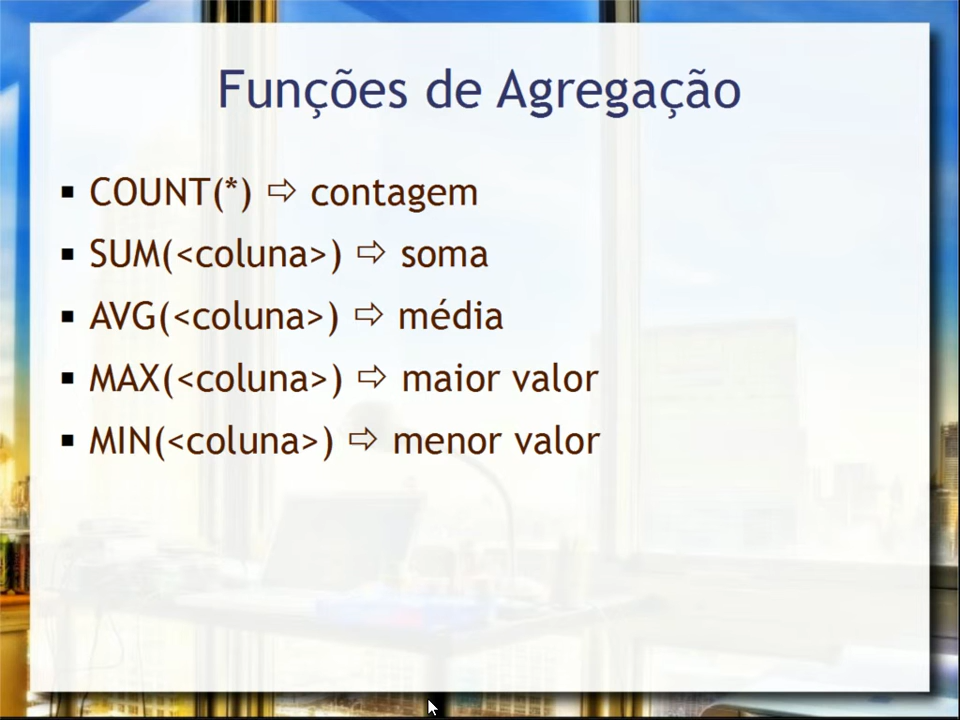 Funções de Agregação
▪ COUNT(*) ⇨ contagem
▪ SUM(<coluna>) ⇨ soma
▪ AVG(<coluna>) ⇨ média
▪ MAX(<coluna>) ⇨ maior valor
▪ MIN(<coluna>) ⇨ menor valor